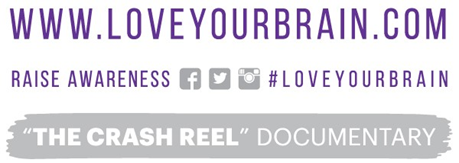 WWW.LOVEYOURBRAIN.COM
RAISE AWARENESS #LOVEYOURBRAIN
"THE CRASH REEL" DOCUMENTARY